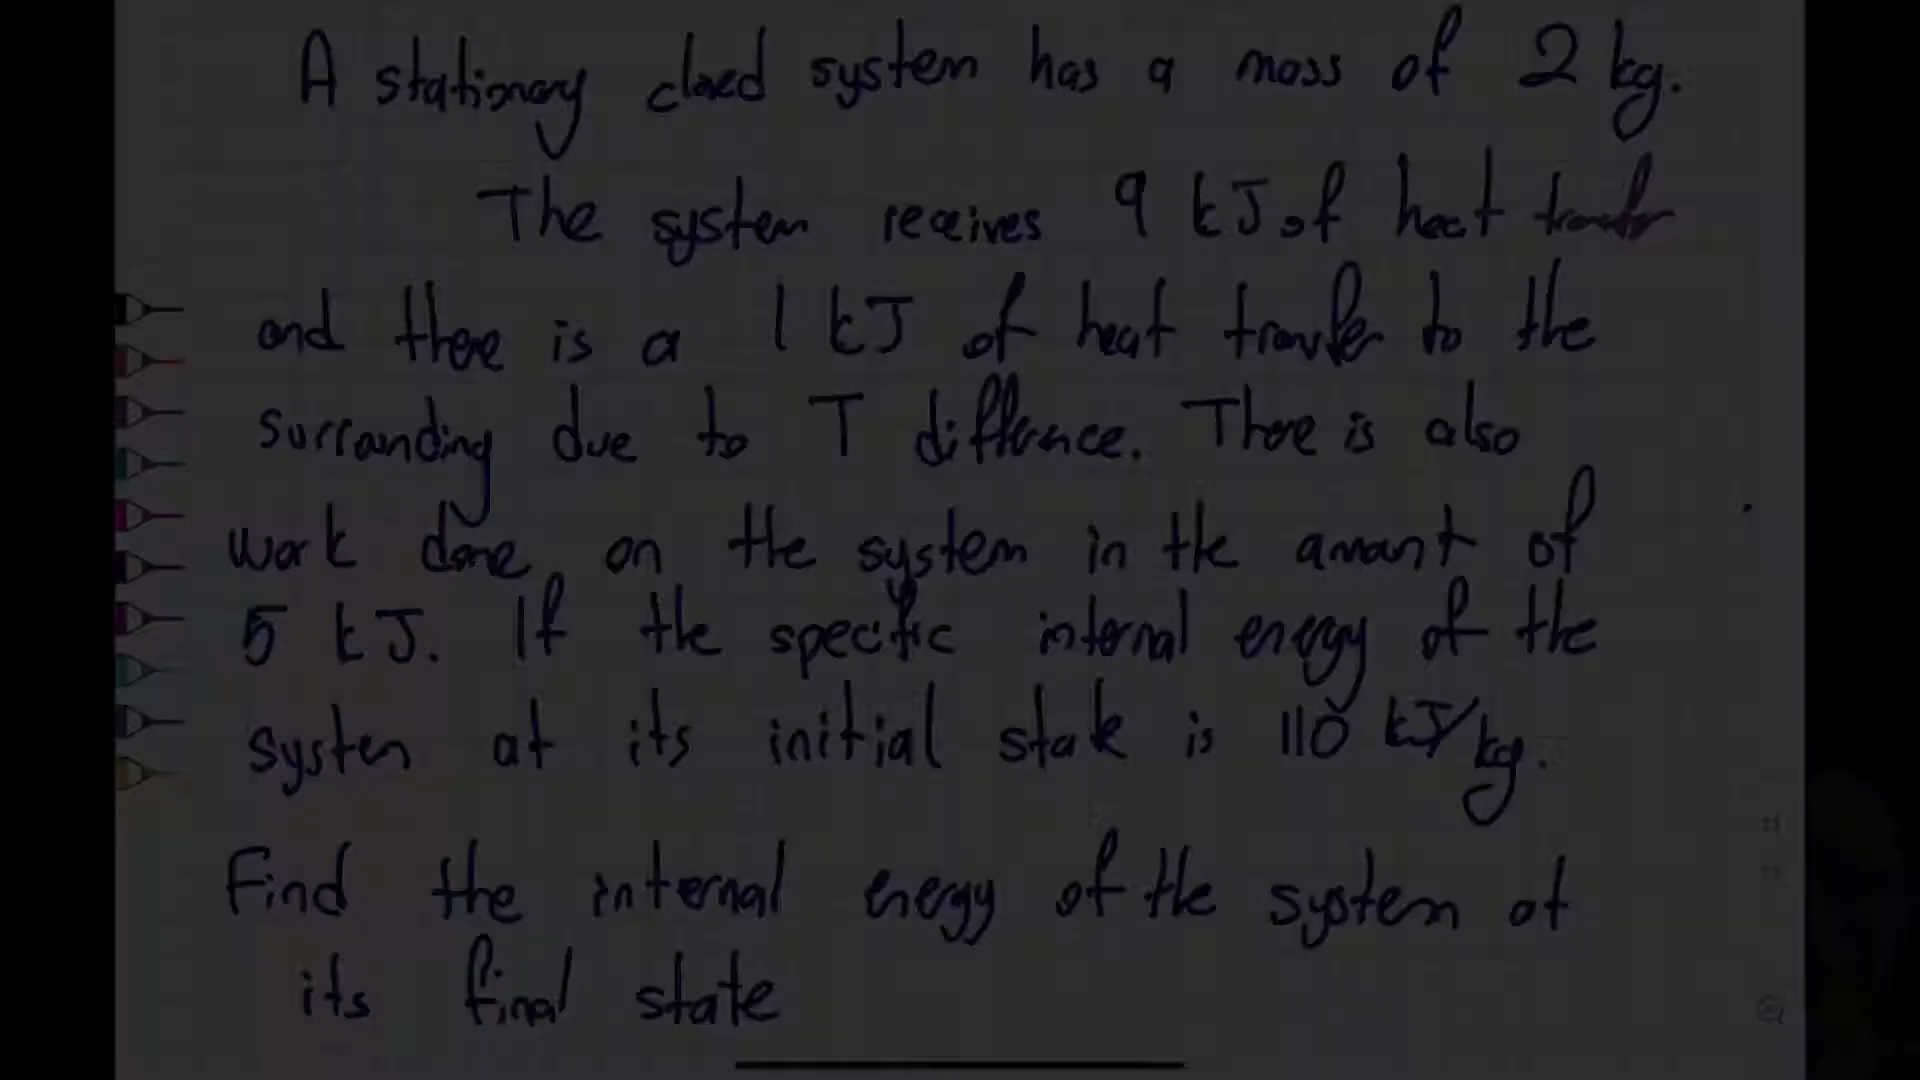 A stationary closed system has a mass of 2 kg.
The system receives 9 kJ of heat transfer
and there is a 1 kJ of heat transfer to the
surrounding due to T difference. There is also
work done on the system in the amount of
5 kJ. If the specific internal energy of the
system at its initial state is 110 kJ/kg.
Find the internal energy of the system at
its final state